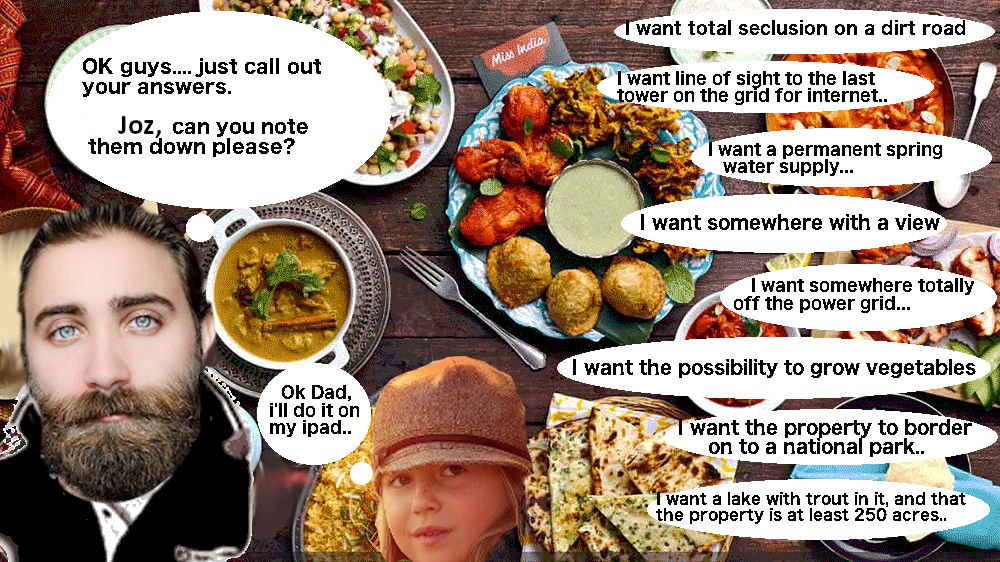 OK guys.... just call out
your answers.
Joz, can you note
them down please?
Miss India
I want total seclusion on a dirt road
I want line of sight to the last
tower on the grid for internet..
I want a permanent spring
water supply...
I want somewhere with a view
I want somewhere totally
off the power grid...
I want the possibility to grow vegetables
I want the property to border
on to a national park..
I want a lake with trout in it, and that
the property is at least 250 acres..
Ok Dad,
i'll do it on
my ipad..